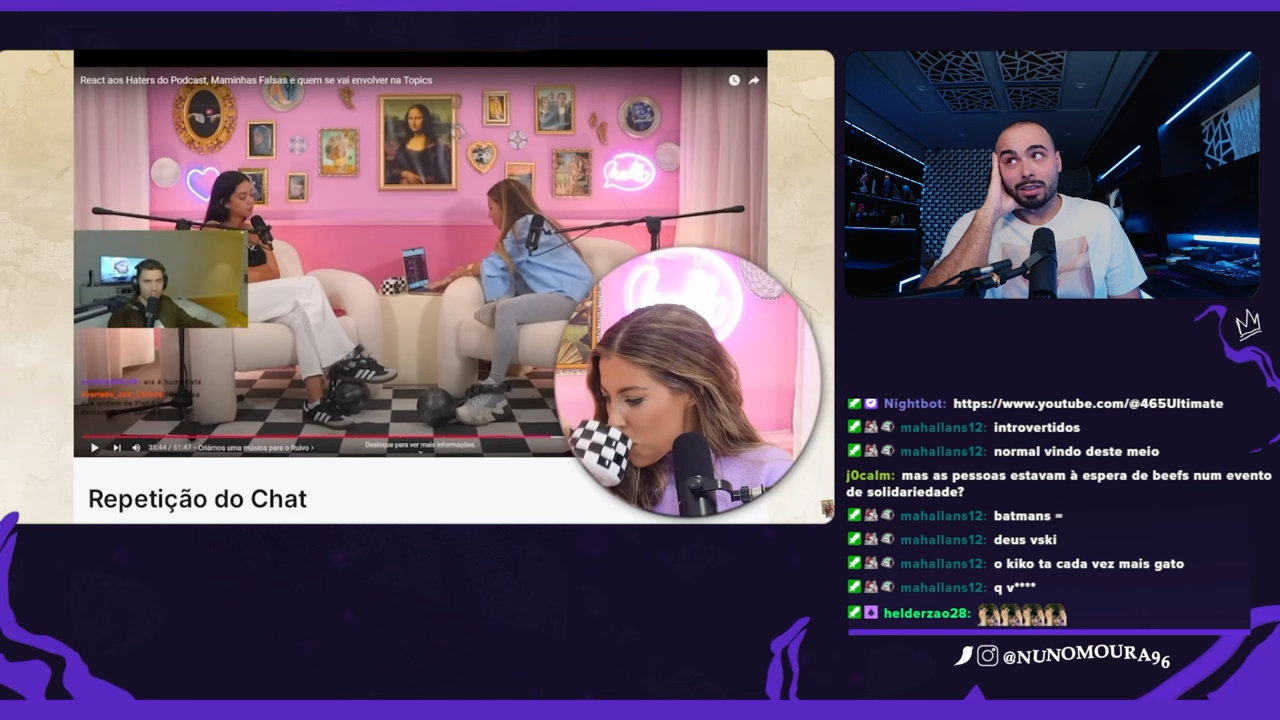 React aos Haters do Podcast, Maminhas Falsas e quem se vai envolver na Topics
hello
33:44 / 51:47 • Criámos uma música para o Ruivo ›
Desloque para ver mais informações.
Repetição do Chat
Nightbot: https://www.youtube.com/@465Ultimate
mahallans12: introvertidos
mahallans12: normal vindo deste meio
j0calm: mas as pessoas estavam à espera de beefs num evento
de solidariedade?
mahallans12: batmans =
mahallans12: deus vski
mahallans12: o kiko ta cada vez mais gato
mahallans12: q v****
helderzao28:
@NUNOMOURA96